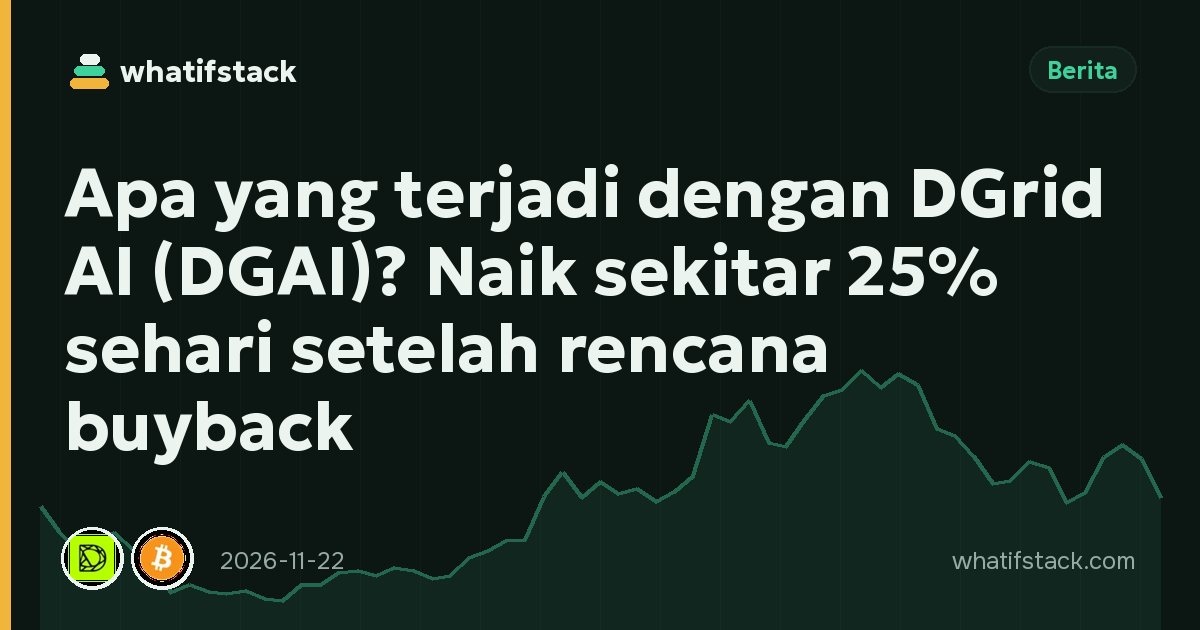 whatifstack
Berita
Apa yang terjadi dengan DGrid
AI (DGAI)? Naik sekitar 25%
sehari setelah rencana
buyback
2026-11-22
whatifstack.com